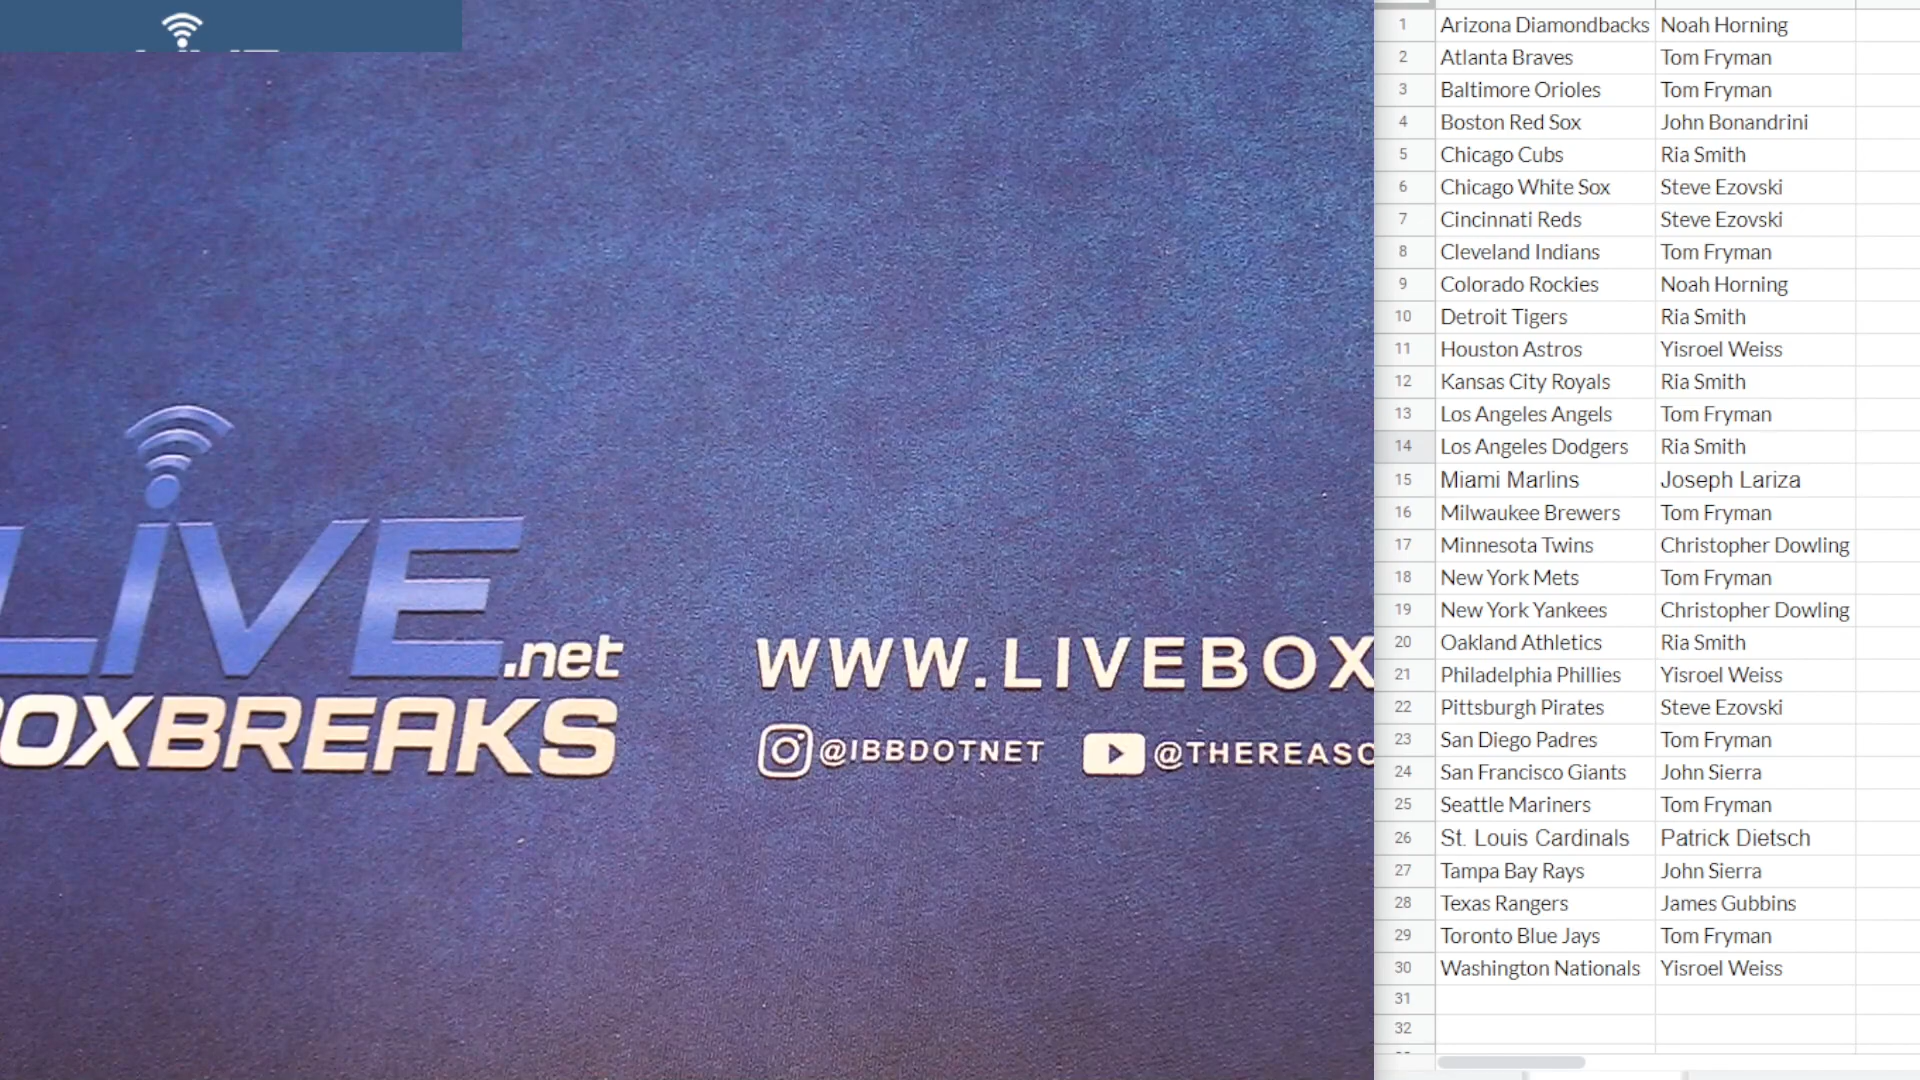 LIVE.net
BOXBREAKS
WWW.LIVEBOX
@IBBDOTNET @THEREASO
1 Arizona Diamondbacks Noah Horning
2 Atlanta Braves Tom Fryman
3 Baltimore Orioles Tom Fryman
4 Boston Red Sox John Bonandrini
5 Chicago Cubs Ria Smith
6 Chicago White Sox Steve Ezovski
7 Cincinnati Reds Steve Ezovski
8 Cleveland Indians Tom Fryman
9 Colorado Rockies Noah Horning
10 Detroit Tigers Ria Smith
11 Houston Astros Yisroel Weiss
12 Kansas City Royals Ria Smith
13 Los Angeles Angels Tom Fryman
14 Los Angeles Dodgers Ria Smith
15 Miami Marlins Joseph Lariza
16 Milwaukee Brewers Tom Fryman
17 Minnesota Twins Christopher Dowling
18 New York Mets Tom Fryman
19 New York Yankees Christopher Dowling
20 Oakland Athletics Ria Smith
21 Philadelphia Phillies Yisroel Weiss
22 Pittsburgh Pirates Steve Ezovski
23 San Diego Padres Tom Fryman
24 San Francisco Giants John Sierra
25 Seattle Mariners Tom Fryman
26 St. Louis Cardinals Patrick Dietsch
27 Tampa Bay Rays John Sierra
28 Texas Rangers James Gubbins
29 Toronto Blue Jays Tom Fryman
30 Washington Nationals Yisroel Weiss
31
32